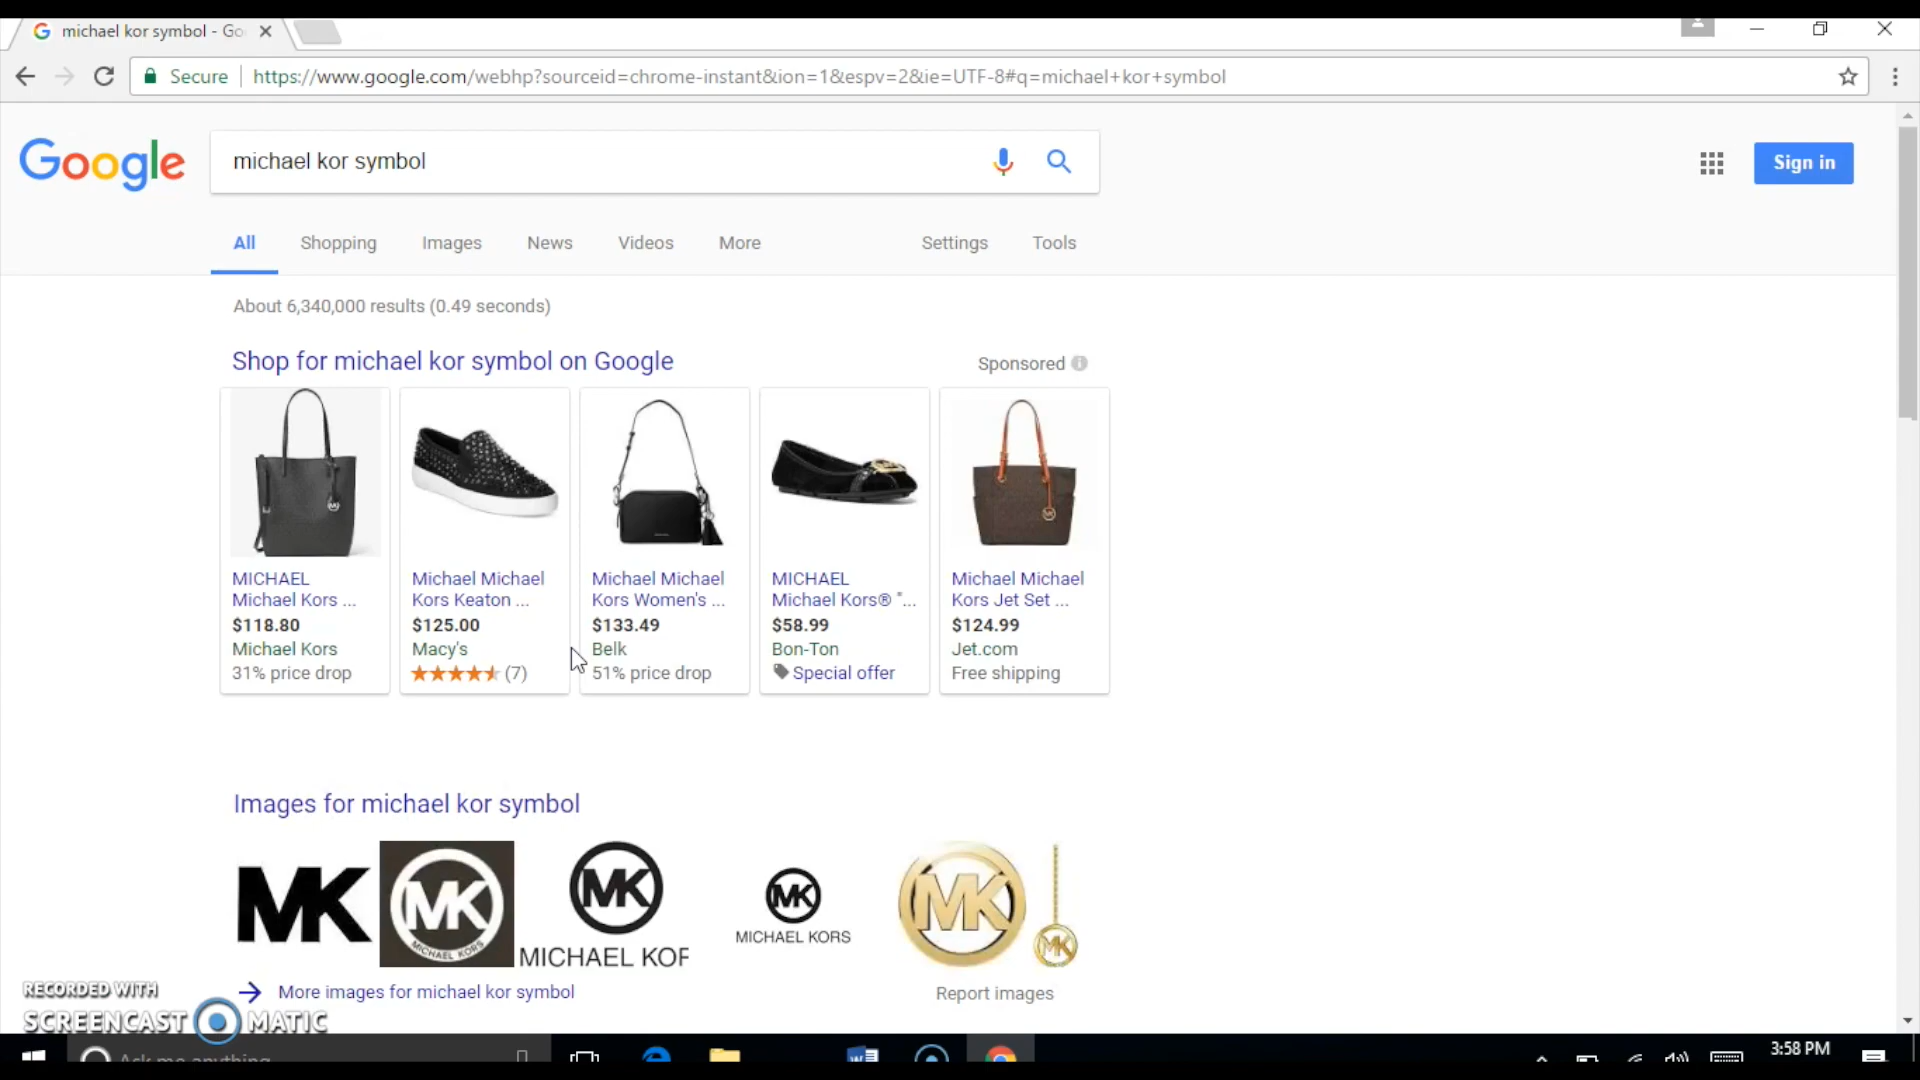 michael kor symbol - Go
Secure https://www.google.com/webhp?sourceid=chrome-instant&ion=1&espv=2&ie=UTF-8#q=michael+kor+symbol
Google
michael kor symbol
Sign in
All Shopping Images News Videos More Settings Tools
About 6,340,000 results (0.49 seconds)
Shop for michael kor symbol on Google
Sponsored
MICHAEL
Michael Kors ...
$118.80
Michael Kors
31% price drop
Michael Michael
Kors Keaton ...
$125.00
Macy's
(7)
Michael Michael
Kors Women's ...
$133.49
Belk
51% price drop
MICHAEL
Michael Kors® "...
$58.99
Bon-Ton
Special offer
Michael Michael
Kors Jet Set ...
$124.99
Jet.com
Free shipping
Images for michael kor symbol
MK
MK
MICHAEL KORS
MK
MICHAEL KOR
MK
MICHAEL KORS
MK
MK
More images for michael kor symbol
Report images
RECORDED WITH
SCREENCAST MATIC
Ask me anything
3:58 PM